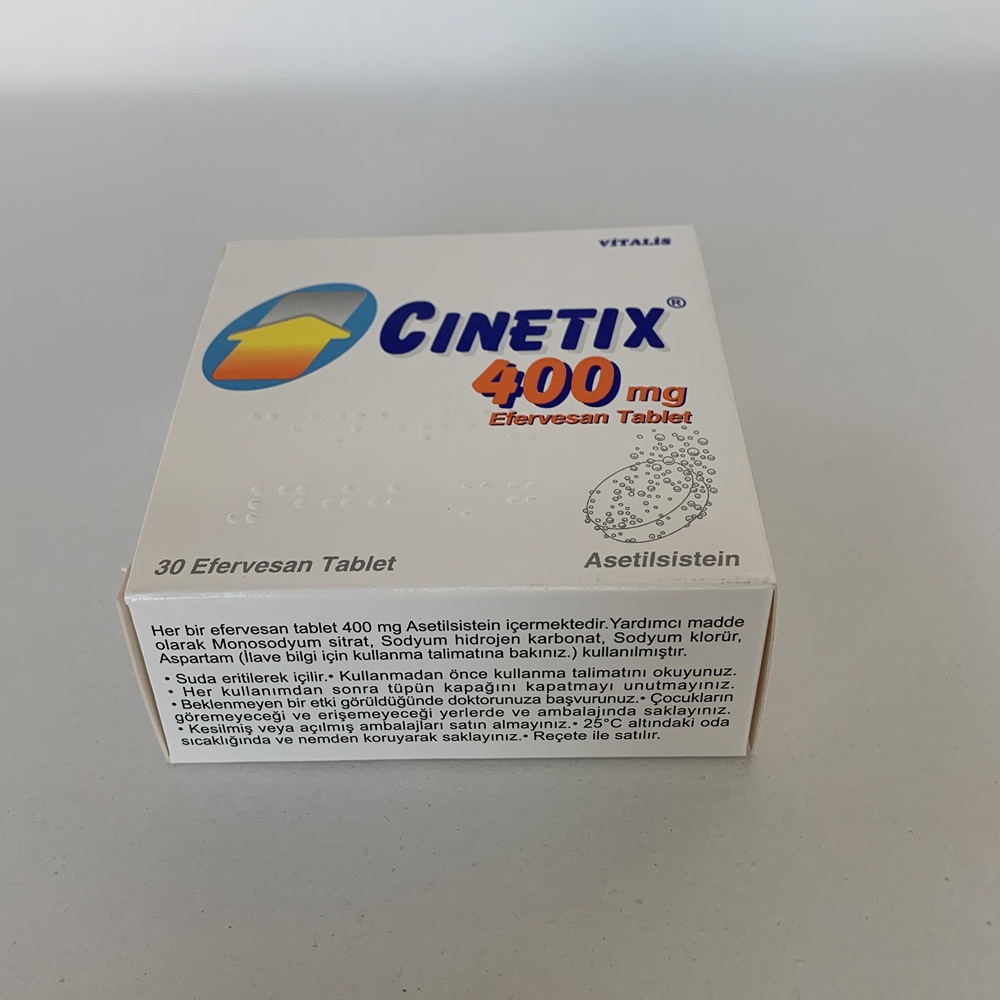 VİTALİS
CINETIX®
400 mg
Efervesan Tablet
30 Efervesan Tablet
Asetilsistein
Her bir efervesan tablet 400 mg Asetilsistein içermektedir.Yardımcı madde
olarak Monosodyum sitrat, Sodyum hidrojen karbonat, Sodyum klorür,
Aspartam (İlave bilgi için kullanma talimatına bakınız.) kullanılmıştır.
• Suda eritilerek içilir.• Kullanmadan önce kullanma talimatını okuyunuz.
• Her kullanımdan sonra tüpün kapağını kapatmayı unutmayınız.
• Beklenmeyen bir etki görüldüğünde doktorunuza başvurunuz.• Çocukların
göremeyeceği ve erişemeyeceği yerlerde ve ambalajında saklayınız.
• Kesilmiş veya açılmış ambalajları satın almayınız.• 25°C altındaki oda
sıcaklığında ve nemden koruyarak saklayınız.• Reçete ile satılır.